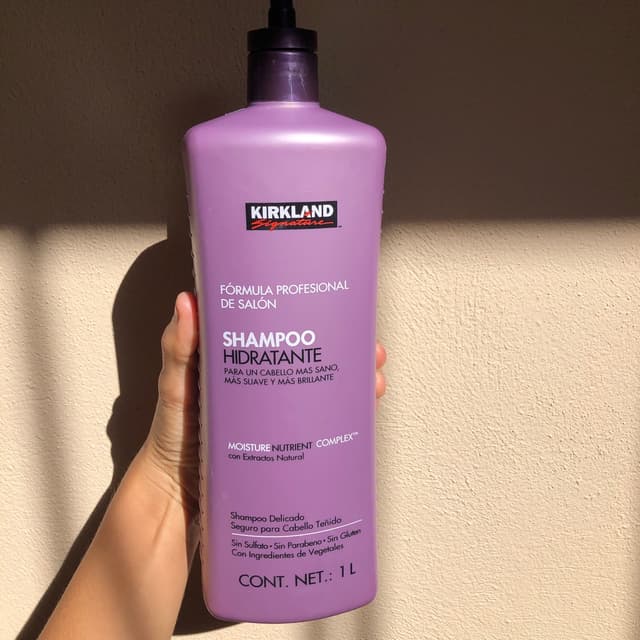 KIRKLAND
Signature
FÓRMULA PROFESIONAL
DE SALÓN
SHAMPOO
HIDRATANTE
PARA UN CABELLO MAS SANO,
MÁS SUAVE Y MÁS BRILLANTE
MOISTURE NUTRIENT COMPLEX™
con Extractos Natural
Shampoo Delicado
Seguro para Cabello Teñido
Sin Sulfato • Sin Parabeno • Sin Gluten
Con Ingredientes de Vegetales
CONT. NET.: 1 L